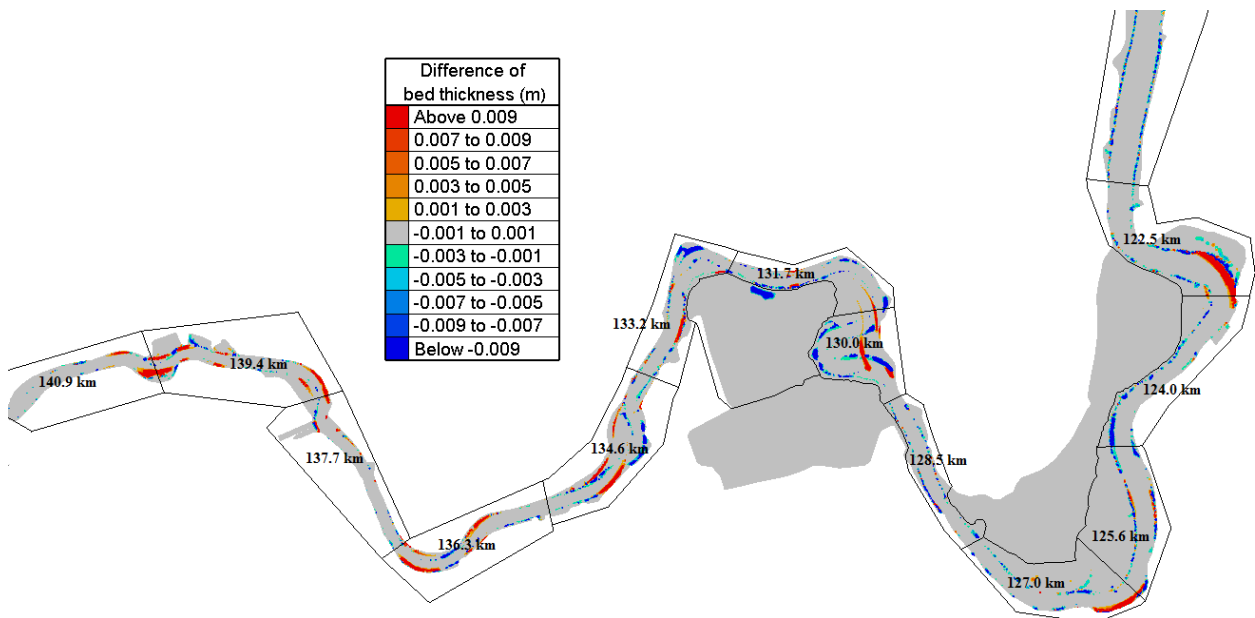 Difference of
bed thickness (m)
Above 0.009
0.007 to 0.009
0.005 to 0.007
0.003 to 0.005
0.001 to 0.003
-0.001 to 0.001
-0.003 to -0.001
-0.005 to -0.003
-0.007 to -0.005
-0.009 to -0.007
Below -0.009
122.5 km
131.7 km
133.2 km
130.0 km
139.4 km
140.9 km
124.0 km
134.6 km
137.7 km
128.5 km
125.6 km
136.3 km
127.0 km